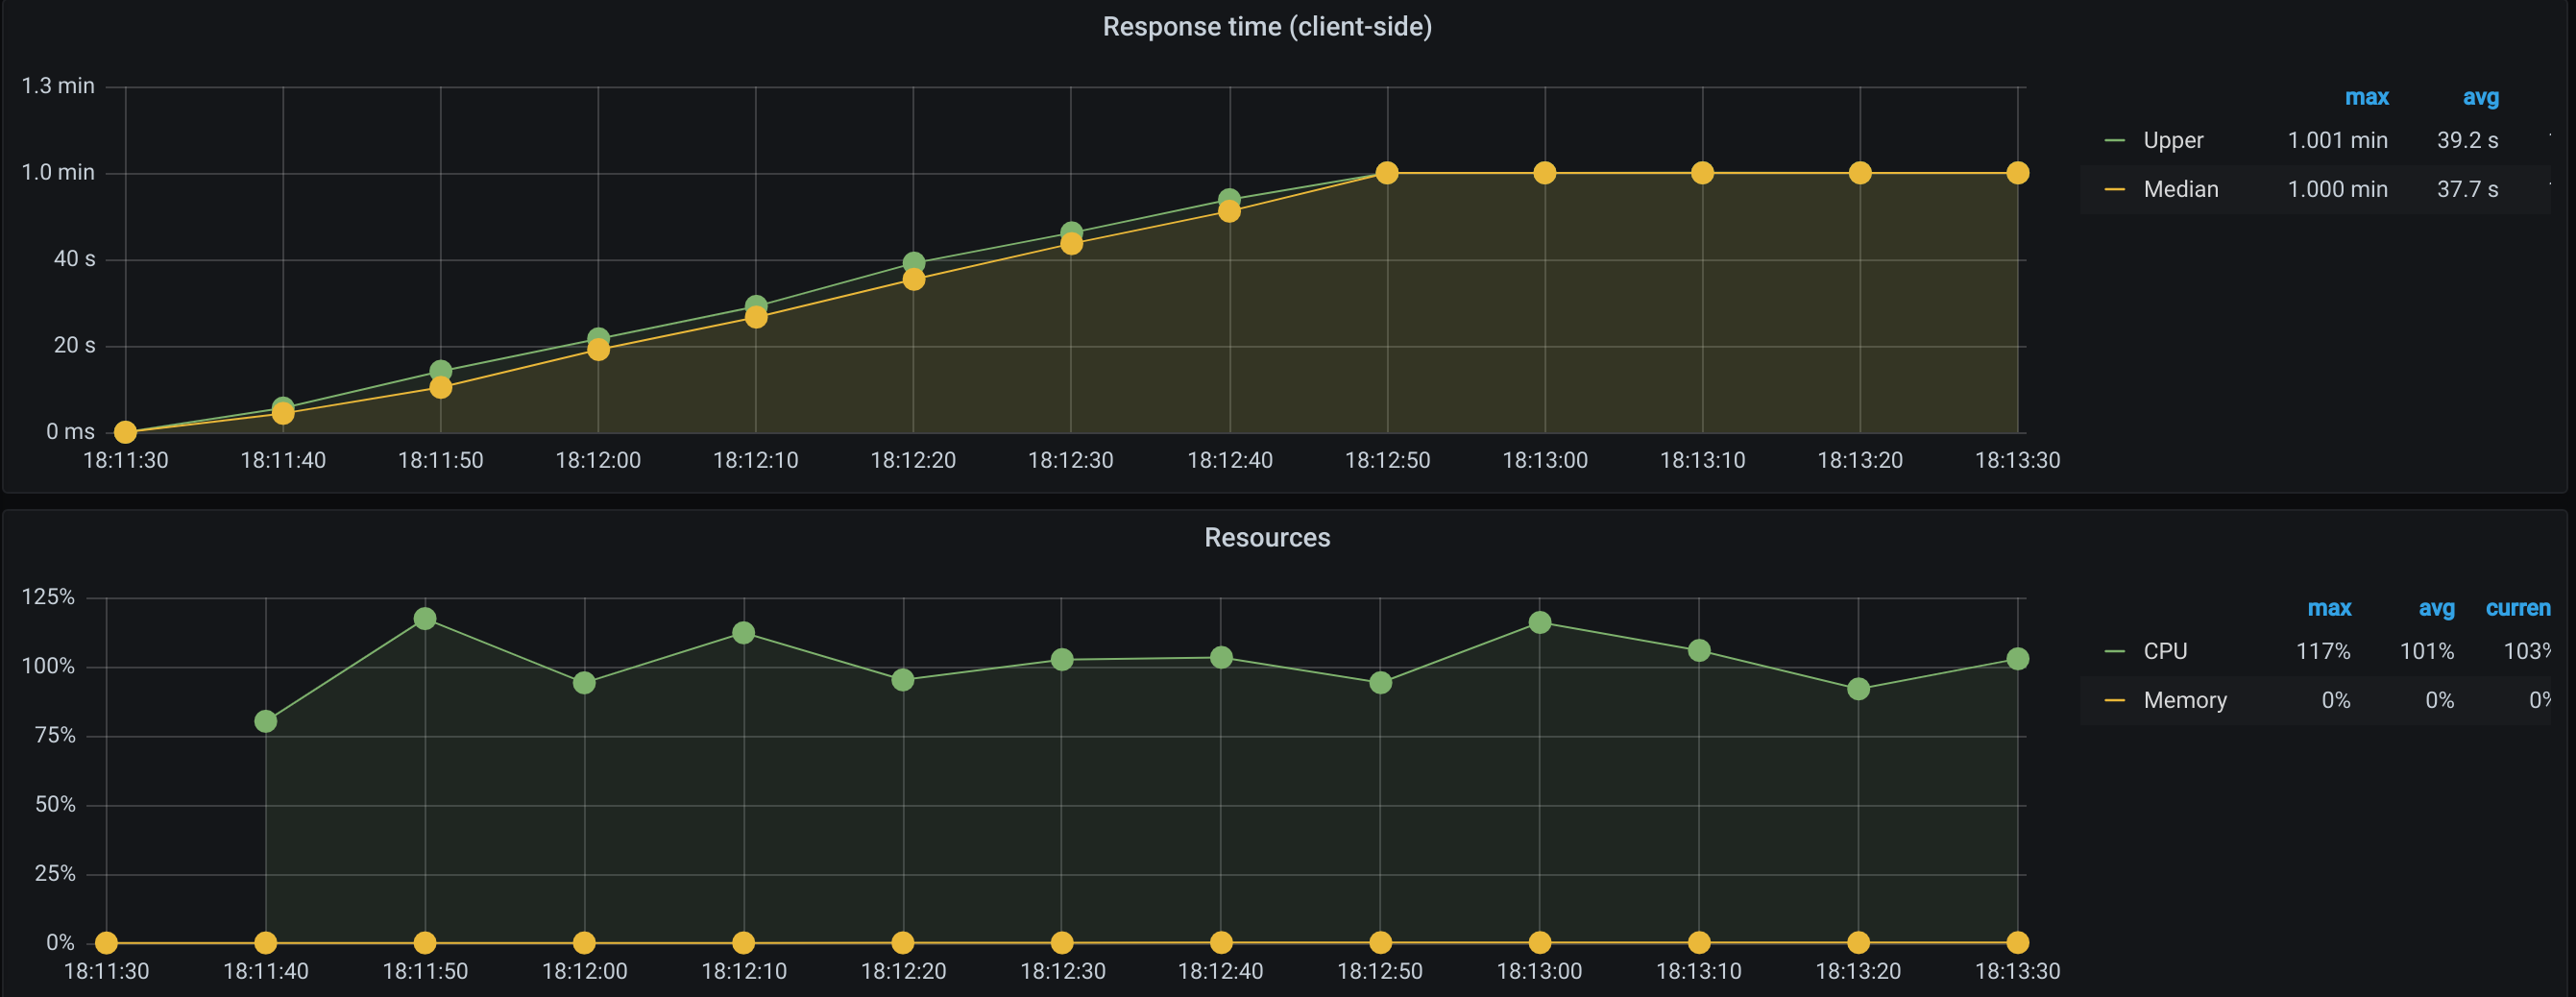 Response time (client-side)
1.3 min
1.0 min
40 s
20 s
0 ms
18:11:30 18:11:40 18:11:50 18:12:00 18:12:10 18:12:20 18:12:30 18:12:40 18:12:50 18:13:00 18:13:10 18:13:20 18:13:30
max avg
Upper 1.001 min 39.2 s
Median 1.000 min 37.7 s
Resources
125%
100%
75%
50%
25%
0%
18:11:30 18:11:40 18:11:50 18:12:00 18:12:10 18:12:20 18:12:30 18:12:40 18:12:50 18:13:00 18:13:10 18:13:20 18:13:30
max avg curren
CPU 117% 101% 103%
Memory 0% 0% 0%